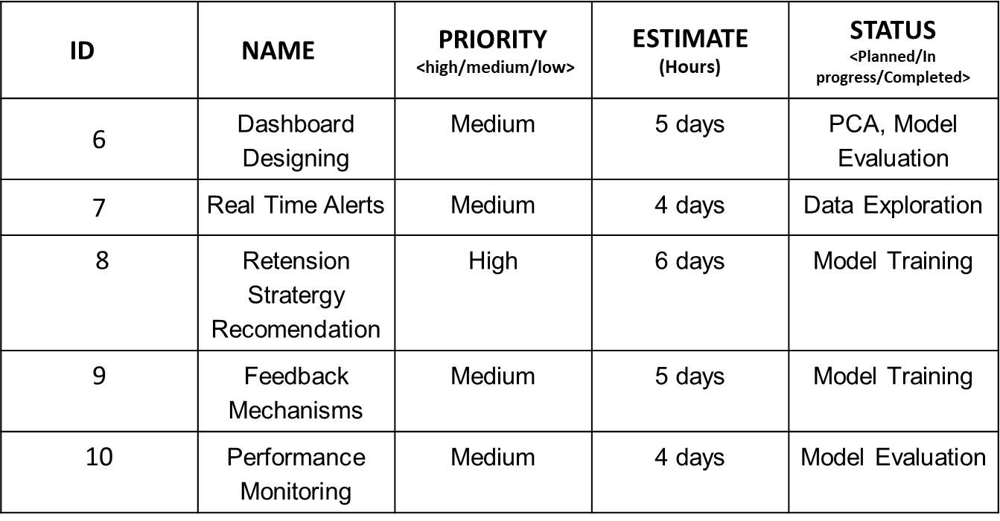 ID NAME PRIORITY ESTIMATE STATUS
<high/medium/low> (Hours) <Planned/In
progress/Completed>
6 Dashboard Medium 5 days PCA, Model
Designing Evaluation
7 Real Time Alerts Medium 4 days Data Exploration
8 Retension High 6 days Model Training
Stratergy
Recomendation
9 Feedback Medium 5 days Model Training
Mechanisms
10 Performance Medium 4 days Model Evaluation
Monitoring